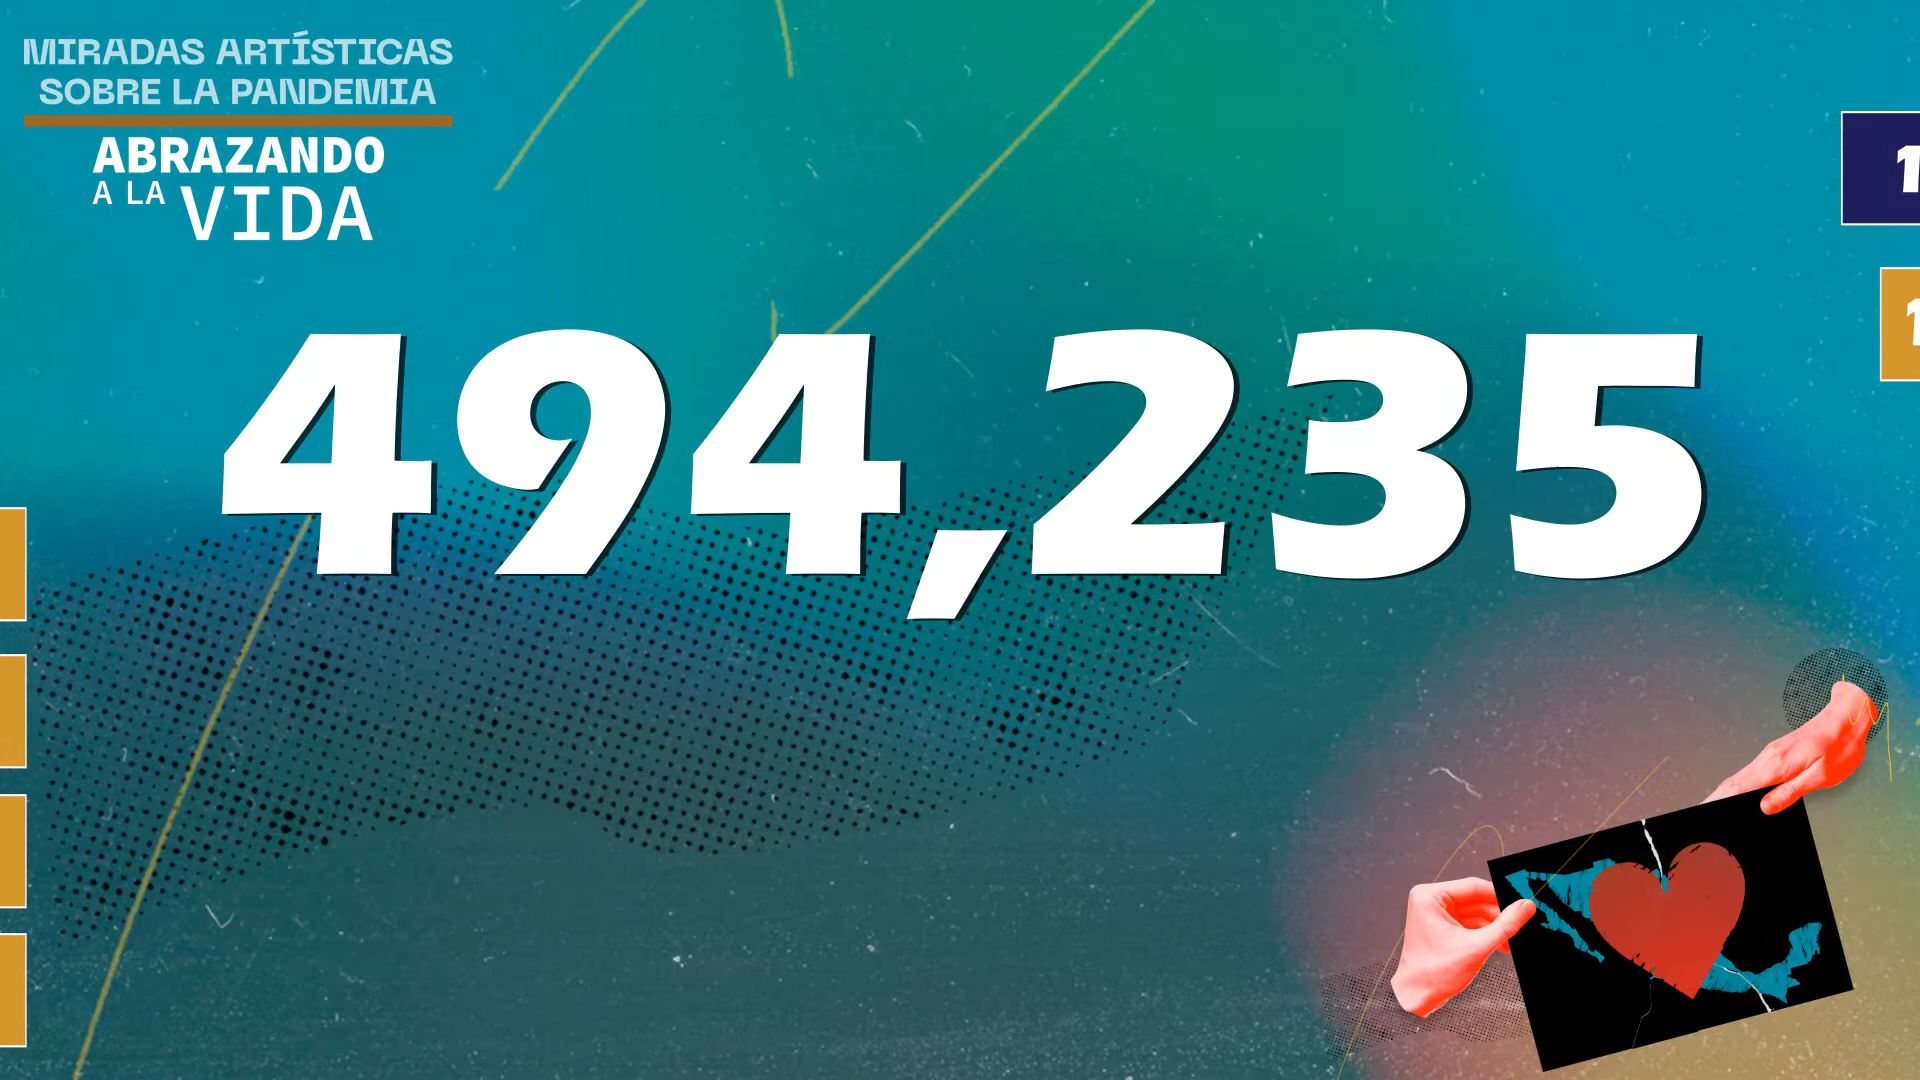 MIRADAS ARTÍSTICAS
SOBRE LA PANDEMIA
ABRAZANDO
A LA VIDA
494,235